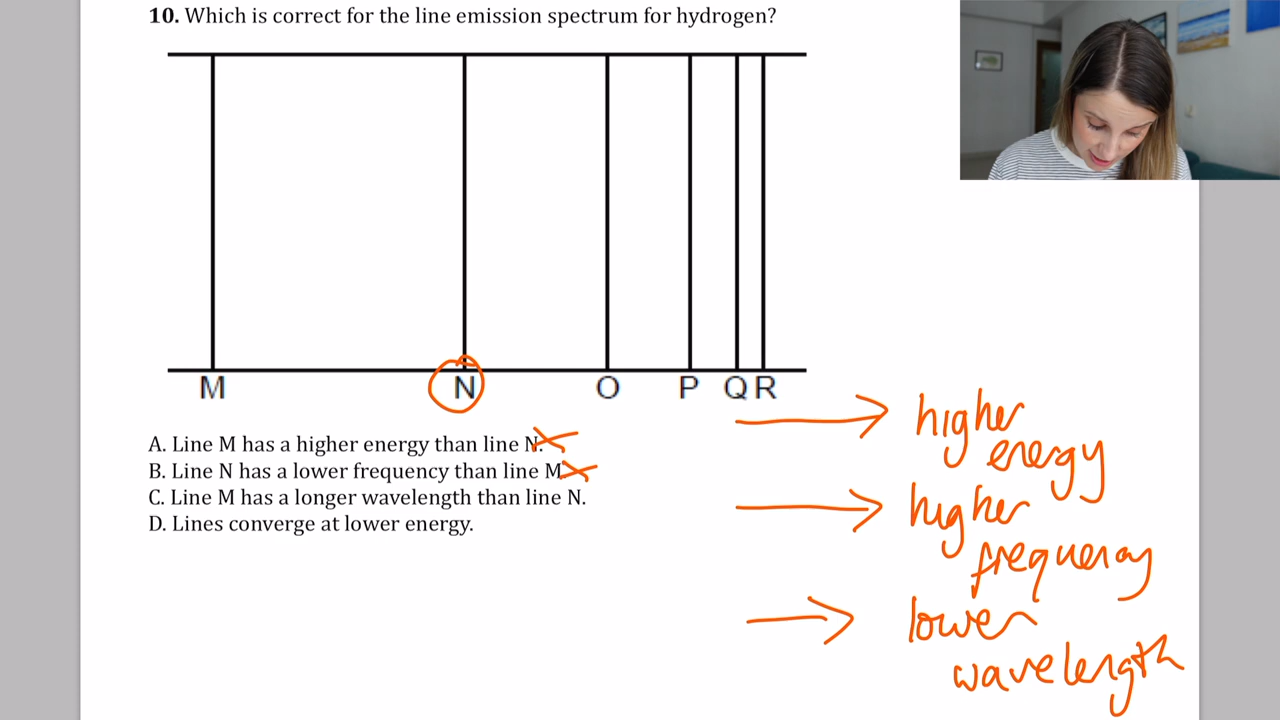 10. Which is correct for the line emission spectrum for hydrogen?
M N O P Q R
A. Line M has a higher energy than line N.
B. Line N has a lower frequency than line M
C. Line M has a longer wavelength than line N.
D. Lines converge at lower energy.
higher
energy
higher
frequency
lower
wavelength